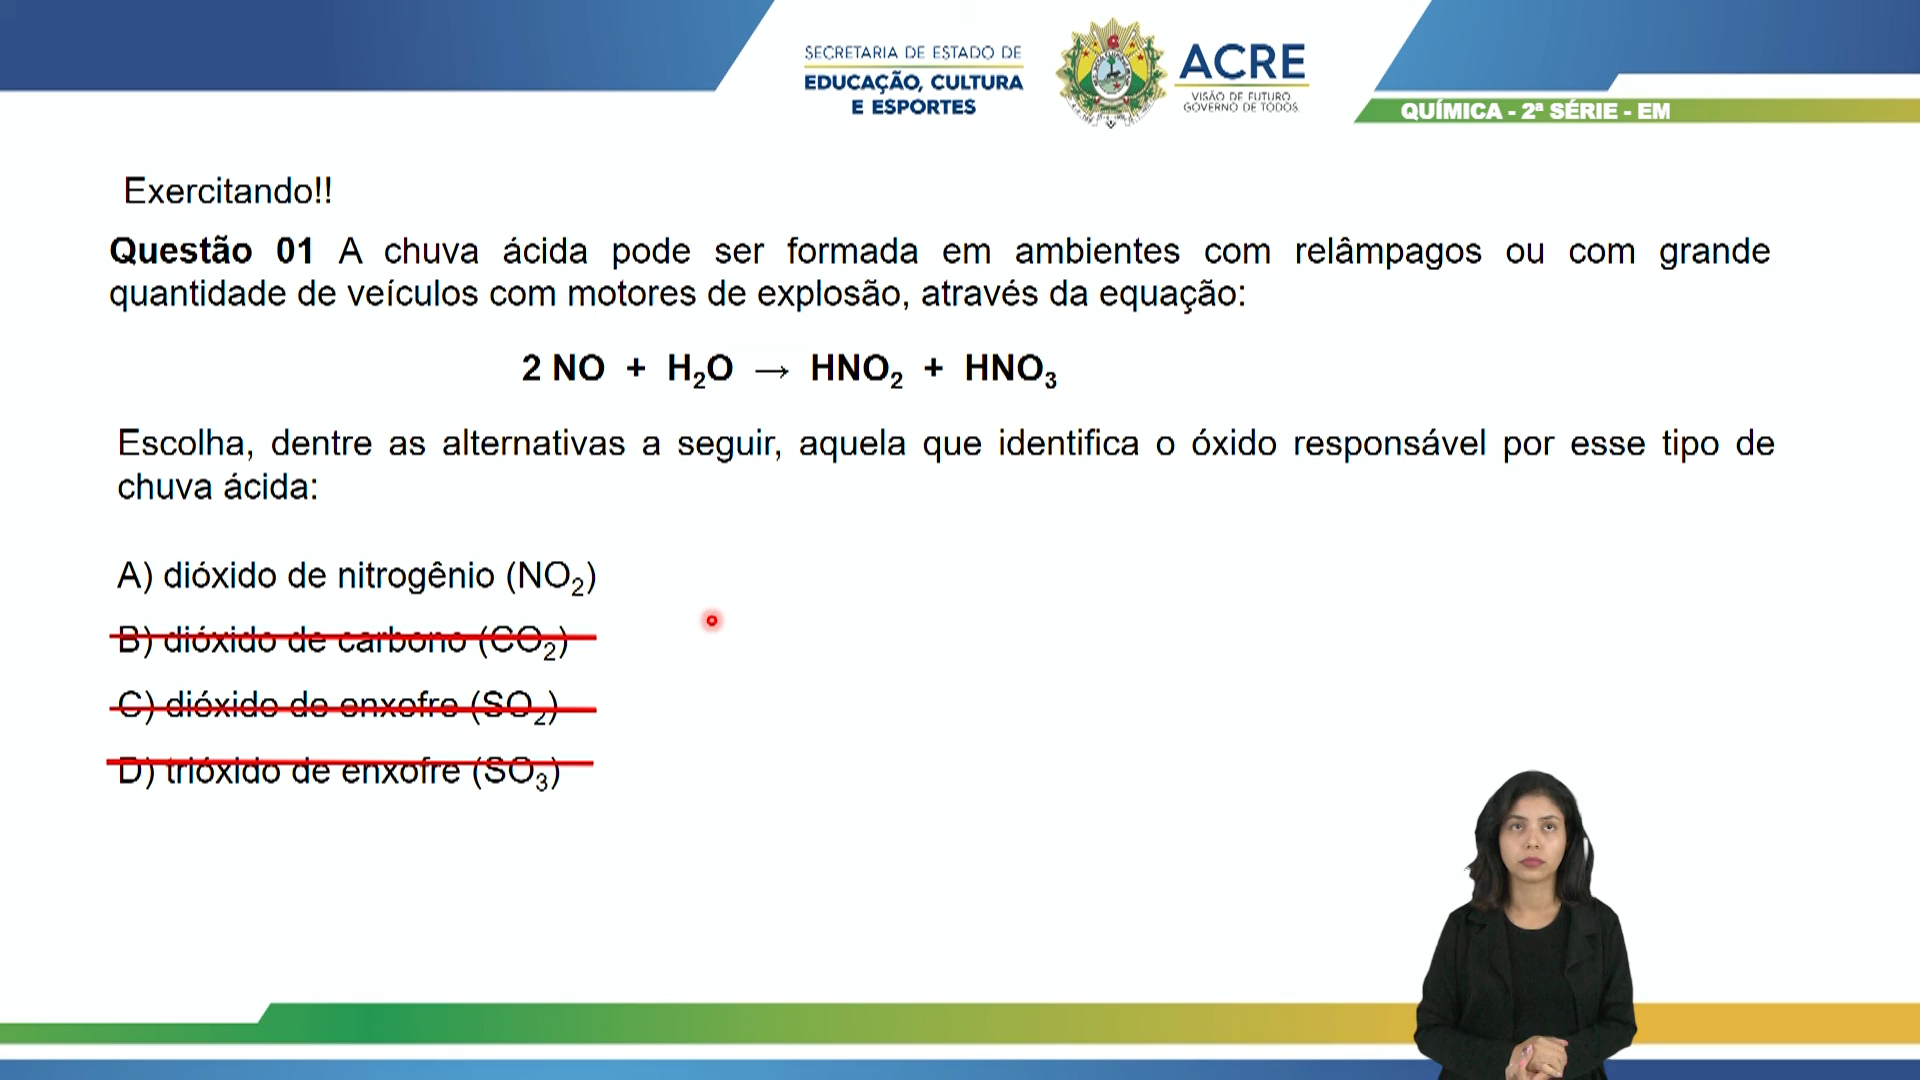 SECRETARIA DE ESTADO DE
EDUCAÇÃO, CULTURA
E ESPORTES
ACRE
VISÃO DE FUTURO
GOVERNO DE TODOS
QUÍMICA - 2ª SÉRIE - EM
Exercitando!!
Questão 01 A chuva ácida pode ser formada em ambientes com relâmpagos ou com grande
quantidade de veículos com motores de explosão, através da equação:
2 NO + H₂O → HNO₂ + HNO₃
Escolha, dentre as alternativas a seguir, aquela que identifica o óxido responsável por esse tipo de
chuva ácida:
A) dióxido de nitrogênio (NO₂)
B) dióxido de carbono (CO₂)
C) dióxido de enxofre (SO₂)
D) trióxido de enxofre (SO₃)